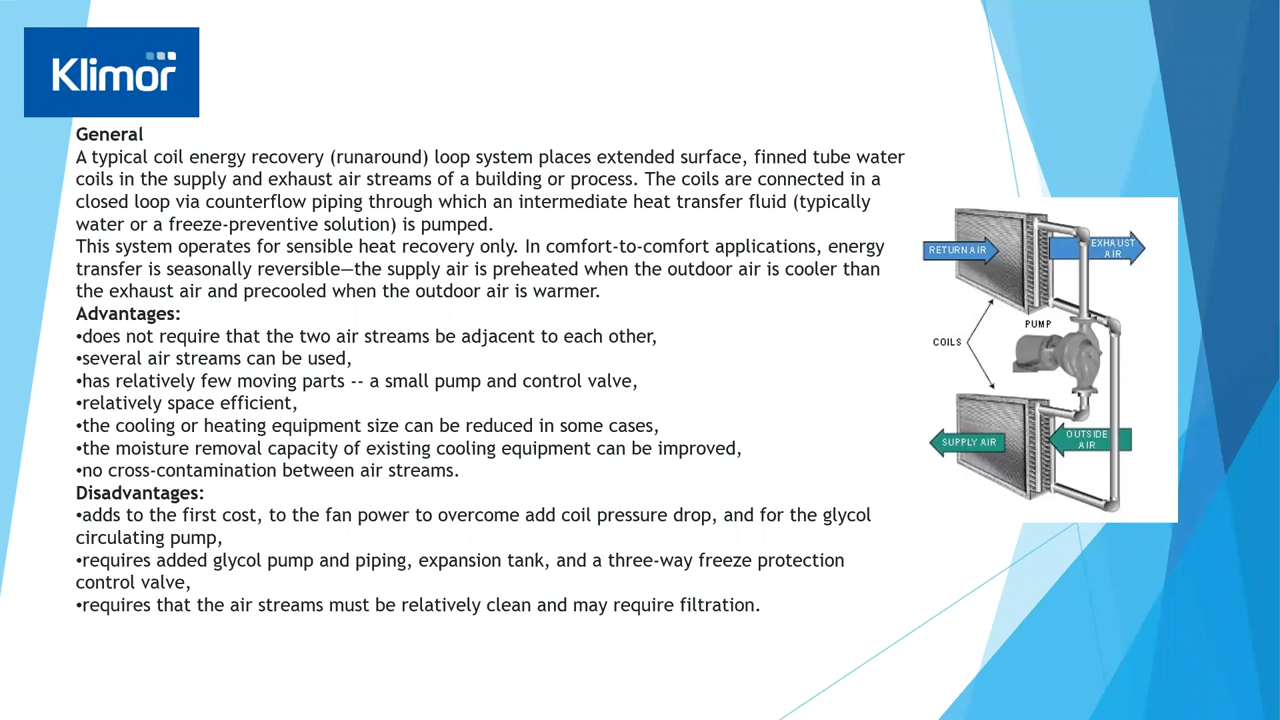 Klimor
General
A typical coil energy recovery (runaround) loop system places extended surface, finned tube water
coils in the supply and exhaust air streams of a building or process. The coils are connected in a
closed loop via counterflow piping through which an intermediate heat transfer fluid (typically
water or a freeze-preventive solution) is pumped.
This system operates for sensible heat recovery only. In comfort-to-comfort applications, energy
transfer is seasonally reversible—the supply air is preheated when the outdoor air is cooler than
the exhaust air and precooled when the outdoor air is warmer.
Advantages:
•does not require that the two air streams be adjacent to each other,
•several air streams can be used,
•has relatively few moving parts -- a small pump and control valve,
•relatively space efficient,
•the cooling or heating equipment size can be reduced in some cases,
•the moisture removal capacity of existing cooling equipment can be improved,
•no cross-contamination between air streams.
Disadvantages:
•adds to the first cost, to the fan power to overcome add coil pressure drop, and for the glycol
circulating pump,
•requires added glycol pump and piping, expansion tank, and a three-way freeze protection
control valve,
•requires that the air streams must be relatively clean and may require filtration.
RETURN AIR
EXHAUST
AIR
PUMP
COILS
SUPPLY AIR
OUTSIDE
AIR